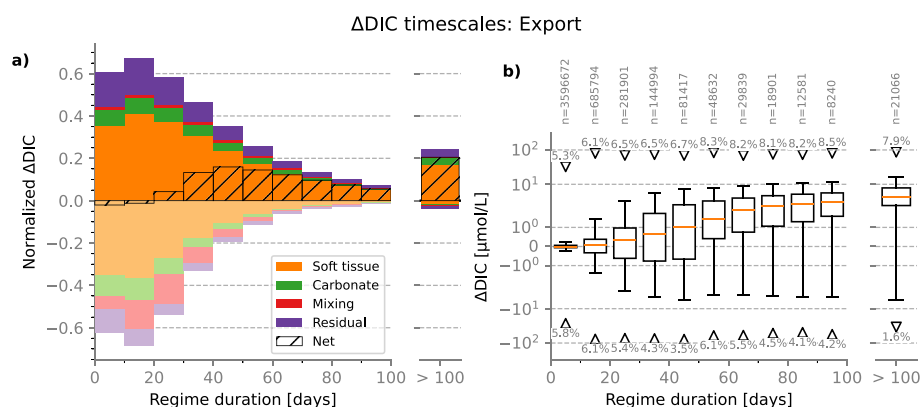 ΔDIC timescales: Export
a)
Normalized ΔDIC
0.6
0.4
0.2
0.0
−0.2
−0.4
−0.6
Soft tissue
Carbonate
Mixing
Residual
Net
0
20
40
60
80
100
> 100
Regime duration [days]
b)
n=3596672
n=685794
n=281901
n=144994
n=81417
n=48632
n=29839
n=18901
n=12581
n=8240
n=21066
ΔDIC [μmol/L]
10²
10¹
10⁰
0
−10⁰
−10¹
−10²
5.3%
6.1%
6.5%
6.5%
6.7%
8.3%
8.2%
8.1%
8.2%
8.5%
7.9%
5.8%
6.1%
5.4%
4.3%
3.5%
6.1%
5.5%
4.5%
4.1%
4.2%
1.6%
0
20
40
60
80
100
> 100
Regime duration [days]